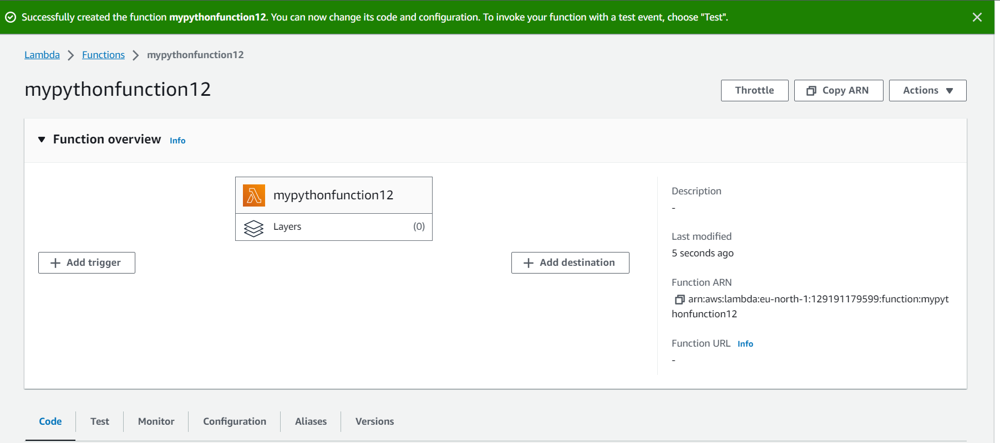 Successfully created the function mypythonfunction12. You can now change its code and configuration. To invoke your function with a test event, choose "Test".
Lambda Functions mypythonfunction12
mypythonfunction12
Throttle Copy ARN Actions
Function overview Info
mypythonfunction12
Layers (0)
Add trigger
Add destination
Description
-
Last modified
5 seconds ago
Function ARN
arn:aws:lambda:eu-north-1:129191179599:function:mypyt
honfunction12
Function URL Info
-
Code Test Monitor Configuration Aliases Versions